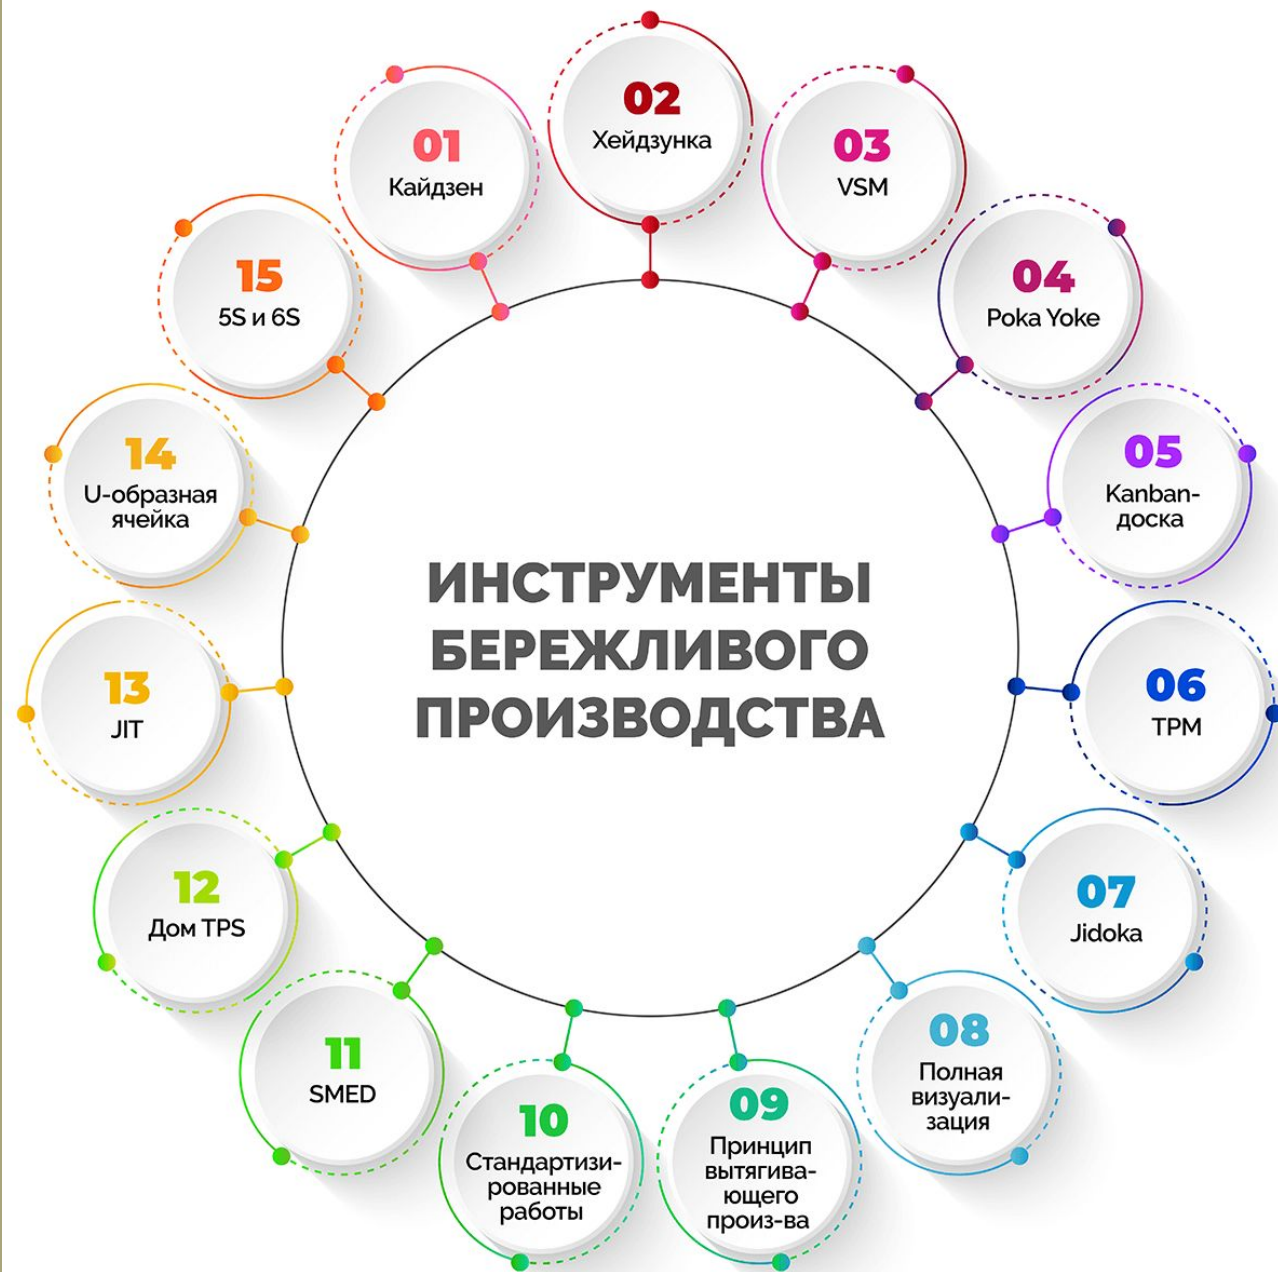 ИНСТРУМЕНТЫ
БЕРЕЖЛИВОГО
ПРОИЗВОДСТВА
01
Кайдзен
02
Хейдзунка
03
VSM
04
Poka Yoke
05
Kanban-
доска
06
TPM
07
Jidoka
08
Полная
визуали-
зация
09
Принцип
вытягива-
ющего
произ-ва
10
Стандартизи-
рованные
работы
11
SMED
12
Дом TPS
13
JIT
14
U-образная
ячейка
15
5S и 6S